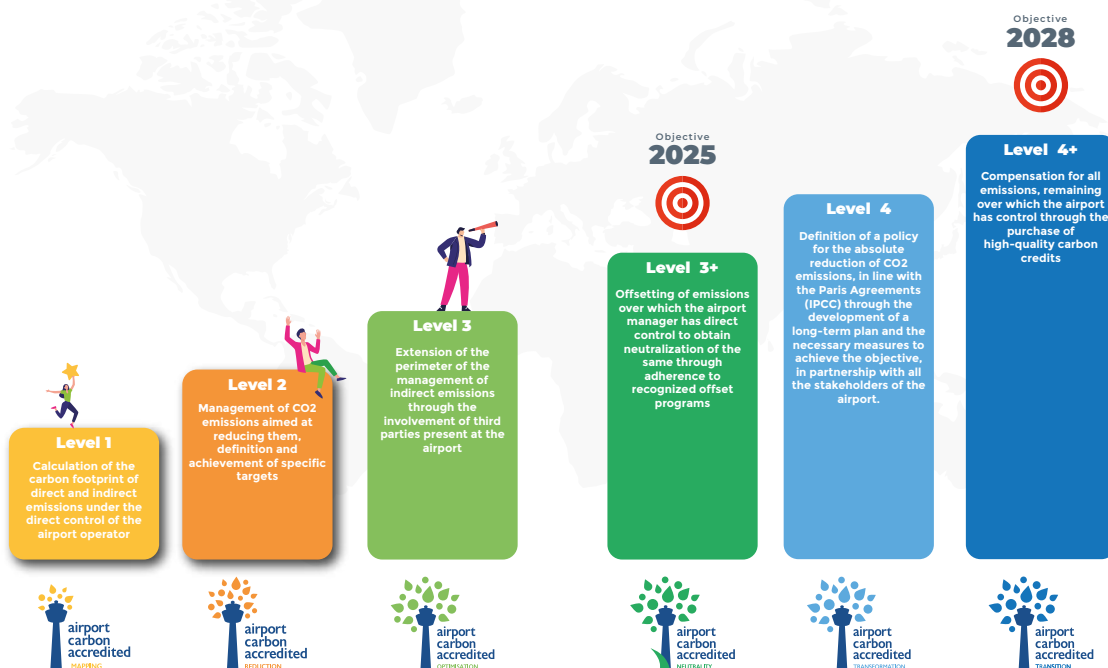 Objective
2028
Objective
2025
Level 1
Calculation of the
carbon footprint of
direct and indirect
emissions under the
direct control of the
airport operator
Level 2
Management of CO2
emissions aimed at
reducing them,
definition and
achievement of specific
targets
Level 3
Extension of the
perimeter of the
management of
indirect emissions
through the
involvement of third
parties present at the
airport
Level 3+
Offsetting of emissions
over which the airport
manager has direct
control to obtain
neutralization of the
same through
adherence to
recognized offset
programs
Level 4
Definition of a policy
for the absolute
reduction of CO2
emissions, in line with
the Paris Agreements
(IPCC) through the
development of a
long-term plan and the
necessary measures to
achieve the objective,
in partnership with all
the stakeholders of the
airport.
Level 4+
Compensation for all
emissions, remaining
over which the airport
has control through the
purchase of
high-quality carbon
credits
airport
carbon
accredited
MAPPING
airport
carbon
accredited
REDUCTION
airport
carbon
accredited
OPTIMISATION
airport
carbon
accredited
NEUTRALITY
airport
carbon
accredited
TRANSFORMATION
airport
carbon
accredited
TRANSITION